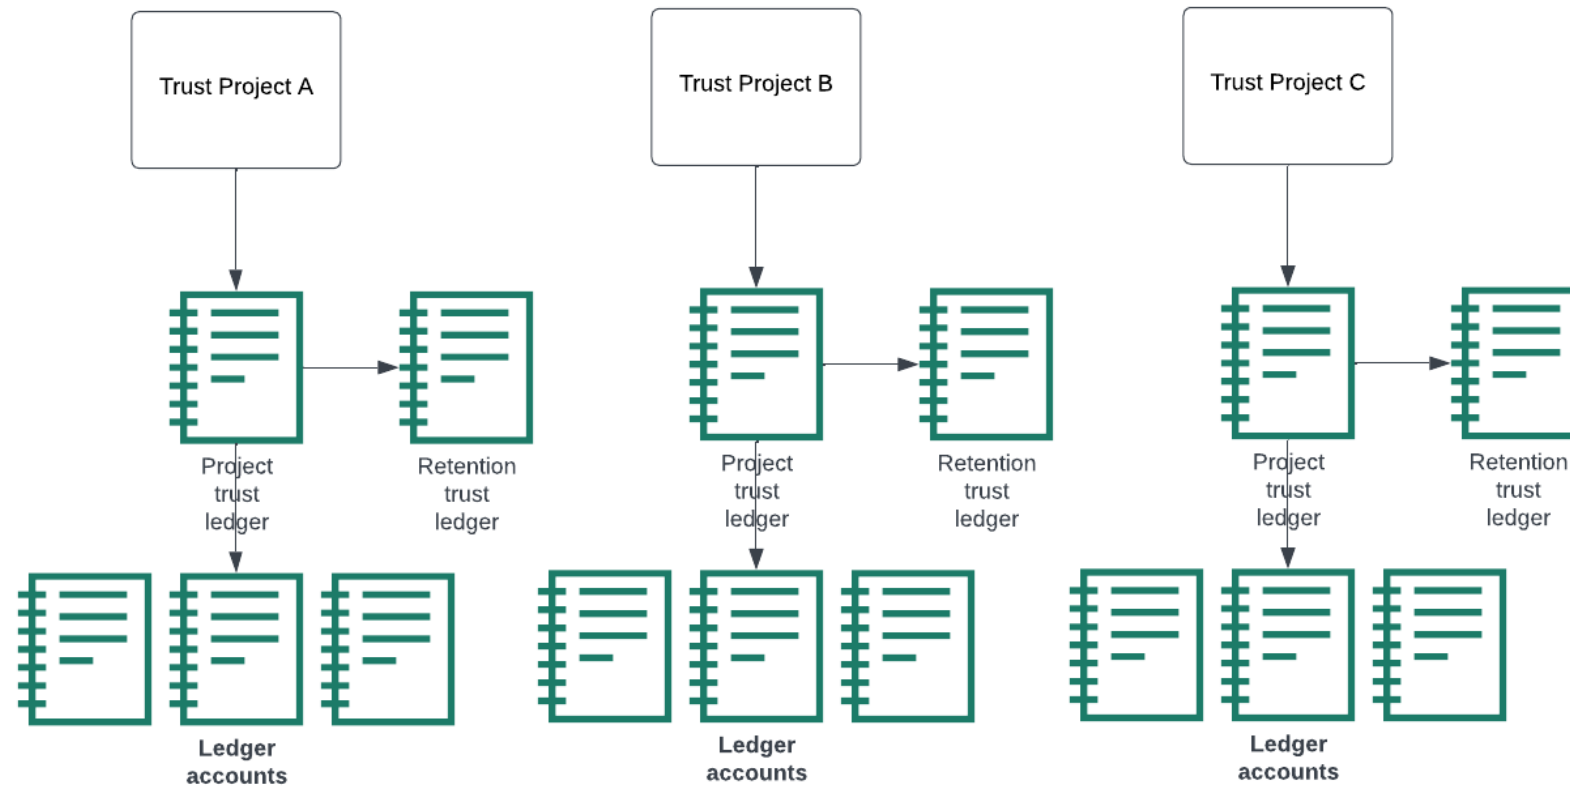 Trust Project A
Trust Project B
Trust Project C
Project
trust
ledger
Retention
trust
ledger
Project
trust
ledger
Retention
trust
ledger
Project
trust
ledger
Retention
trust
ledger
Ledger
accounts
Ledger
accounts
Ledger
accounts